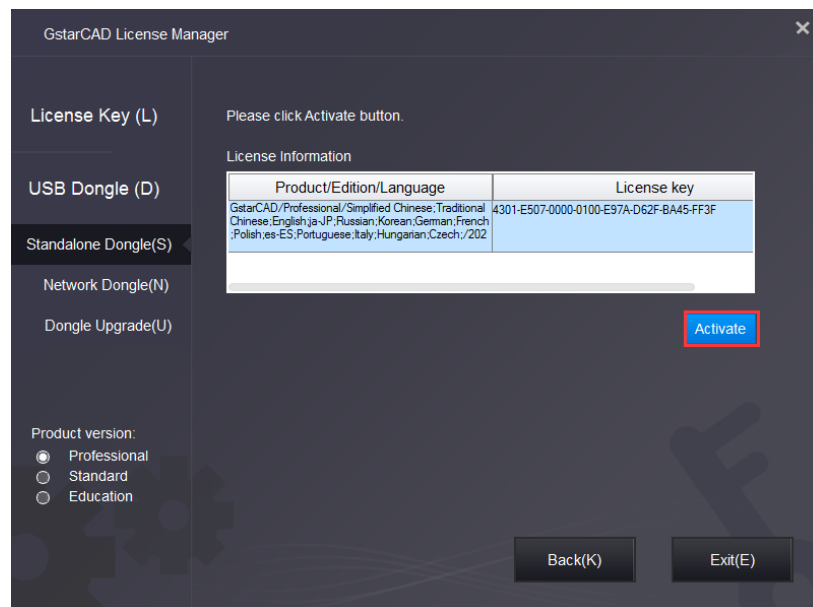 GstarCAD License Manager
License Key (L)
USB Dongle (D)
Standalone Dongle(S)
Network Dongle(N)
Dongle Upgrade(U)
Product version:
Professional
Standard
Education
Please click Activate button.
License Information
Product/Edition/Language
License key
GstarCAD/Professional/Simplified Chinese;Traditional
Chinese;English;ja-JP;Russian;Korean;German;French
;Polish;es-ES;Portuguese;Italy;Hungarian;Czech;/202
4301-E507-0000-0100-E97A-D62F-BA45-FF3F
Activate
Back(K)
Exit(E)